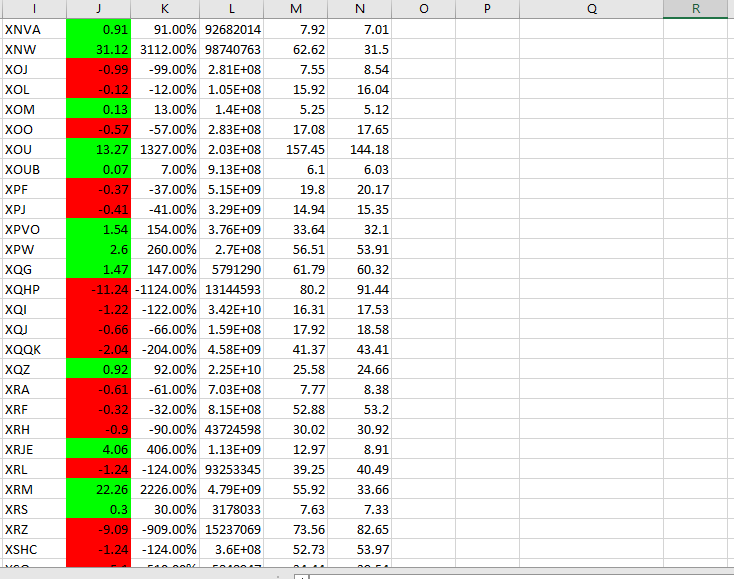 I J K L M N O P Q R
XNVA 0.91 91.00% 92682014 7.92 7.01
XNW 31.12 3112.00% 98740763 62.62 31.5
XOJ -0.99 -99.00% 2.81E+08 7.55 8.54
XOL -0.12 -12.00% 1.05E+08 15.92 16.04
XOM 0.13 13.00% 1.4E+08 5.25 5.12
XOO -0.57 -57.00% 2.83E+08 17.08 17.65
XOU 13.27 1327.00% 2.03E+08 157.45 144.18
XOUB 0.07 7.00% 9.13E+08 6.1 6.03
XPF -0.37 -37.00% 5.15E+09 19.8 20.17
XPJ -0.41 -41.00% 3.29E+09 14.94 15.35
XPVO 1.54 154.00% 3.76E+09 33.64 32.1
XPW 2.6 260.00% 2.7E+08 56.51 53.91
XQG 1.47 147.00% 5791290 61.79 60.32
XQHP -11.24 -1124.00% 13144593 80.2 91.44
XQI -1.22 -122.00% 3.42E+10 16.31 17.53
XQJ -0.66 -66.00% 1.59E+08 17.92 18.58
XQQK -2.04 -204.00% 4.58E+09 41.37 43.41
XQZ 0.92 92.00% 2.25E+10 25.58 24.66
XRA -0.61 -61.00% 7.03E+08 7.77 8.38
XRF -0.32 -32.00% 8.15E+08 52.88 53.2
XRH -0.9 -90.00% 43724598 30.02 30.92
XRJE 4.06 406.00% 1.13E+09 12.97 8.91
XRL -1.24 -124.00% 93253345 39.25 40.49
XRM 22.26 2226.00% 4.79E+09 55.92 33.66
XRS 0.3 30.00% 3178033 7.63 7.33
XRZ -9.09 -909.00% 15237069 73.56 82.65
XSHC -1.24 -124.00% 3.6E+08 52.73 53.97